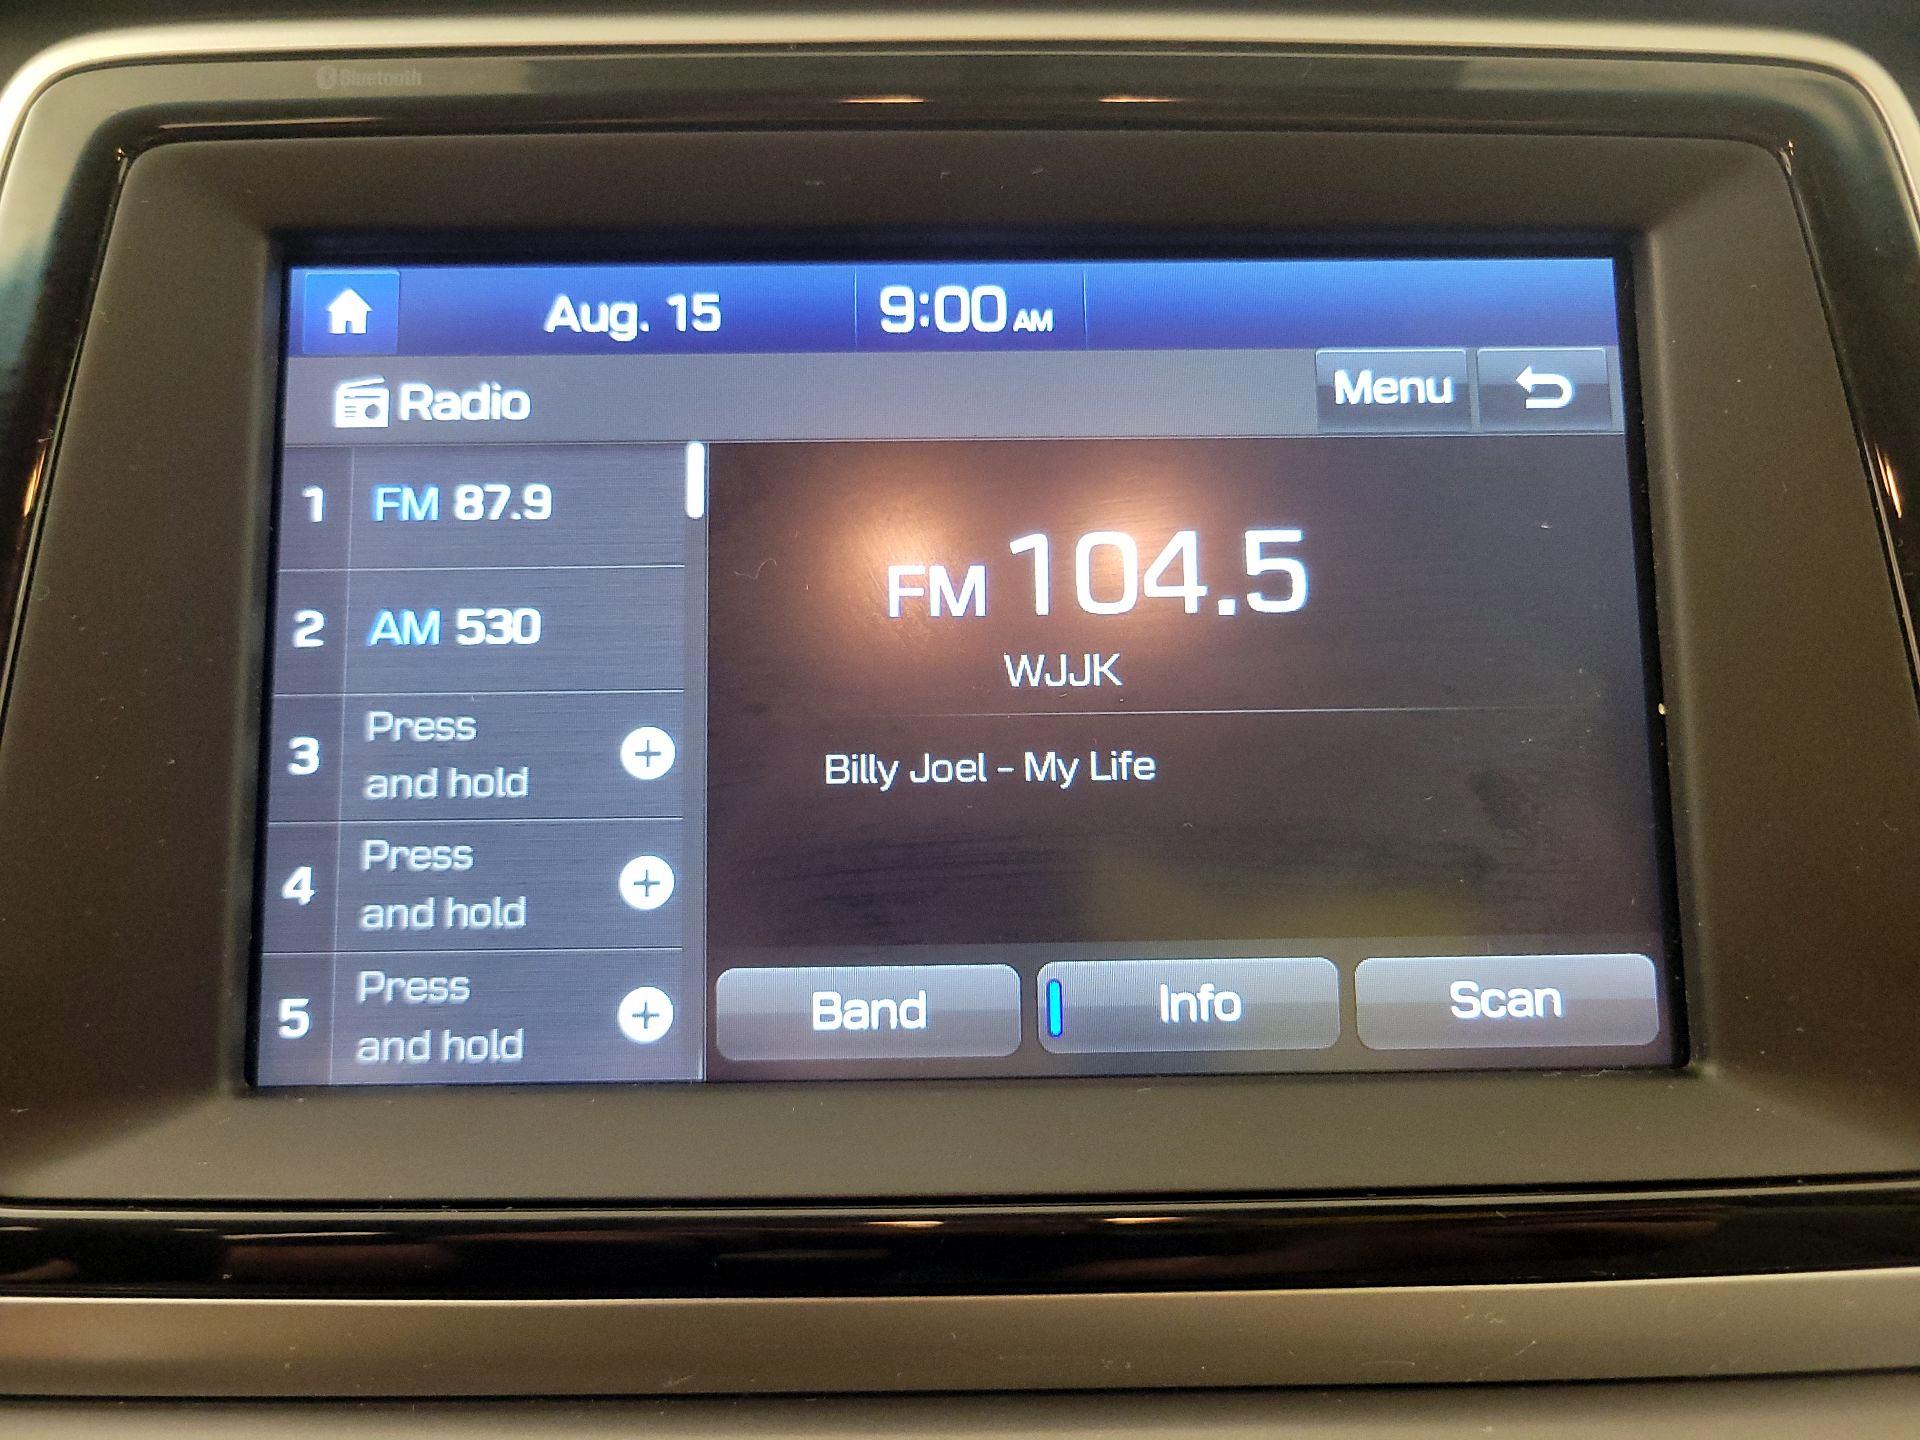 Bluetooth
Aug. 15
9:00 AM
Radio
Menu
1 FM 87.9
2 AM 530
3 Press
and hold
4 Press
and hold
5 Press
and hold
FM 104.5
WJJK
Billy Joel - My Life
Band
Info
Scan